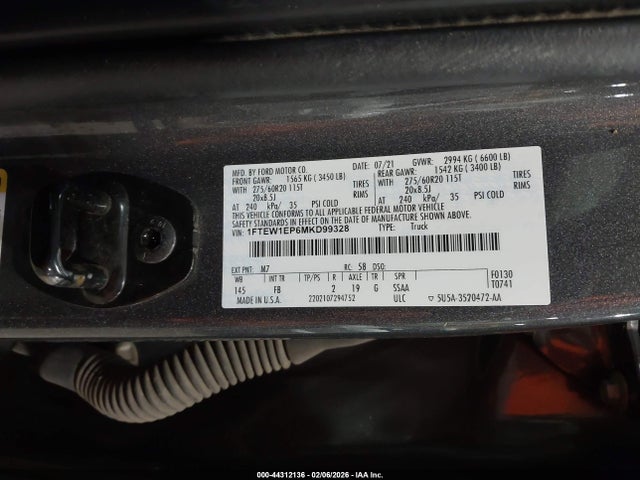 MFD. BY FORD MOTOR CO. 07/21 GVWR: 2994 KG ( 6600 LB)
FRONT GAWR: 1565 KG ( 3450 LB) REAR GAWR: 1542 KG ( 3400 LB)
WITH 275/60R20 115T TIRES WITH 275/60R20 115T TIRES
20x8.5J RIMS 20x8.5J
AT 240 kPa/ 35 PSI COLD AT 240 kPa/ 35 PSI COLD
THIS VEHICLE CONFORMS TO ALL APPLICABLE FEDERAL MOTOR VEHICLE
SAFETY STANDARDS IN EFFECT ON THE DATE OF MANUFACTURE SHOWN ABOVE.
VIN: 1FTEW1EP6MKD99328 TYPE: Truck
EXT PNT: M7 RC: 58 DSO:
WB INT TR TP/PS R AX TR SPR F0130
145 FB 2 19 G SSAA T0741
MADE IN U.S.A. 2202107294752 ULC 5U5A-3520472-AA
000-44312136 - 02/06/2026 - IAA Inc.